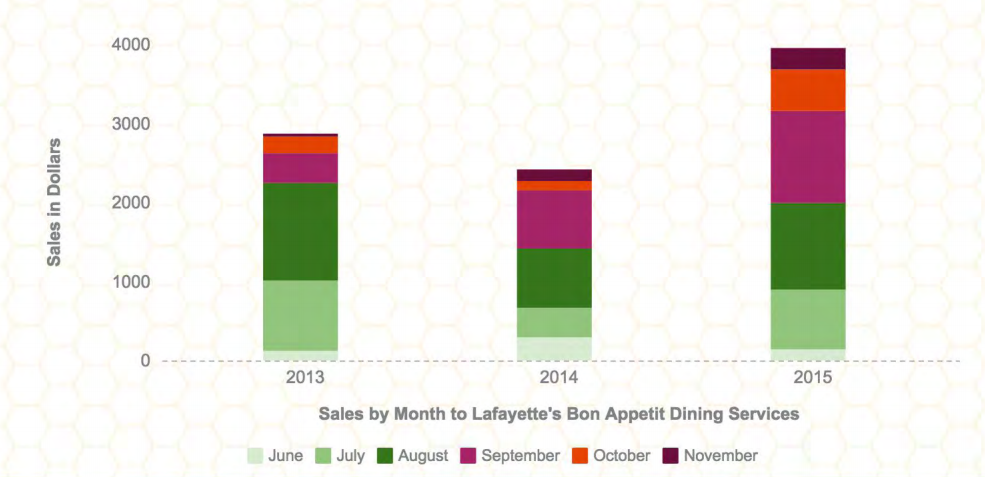 4000
3000
2000
1000
0
Sales in Dollars
2013 2014 2015
Sales by Month to Lafayette's Bon Appetit Dining Services
June July August September October November